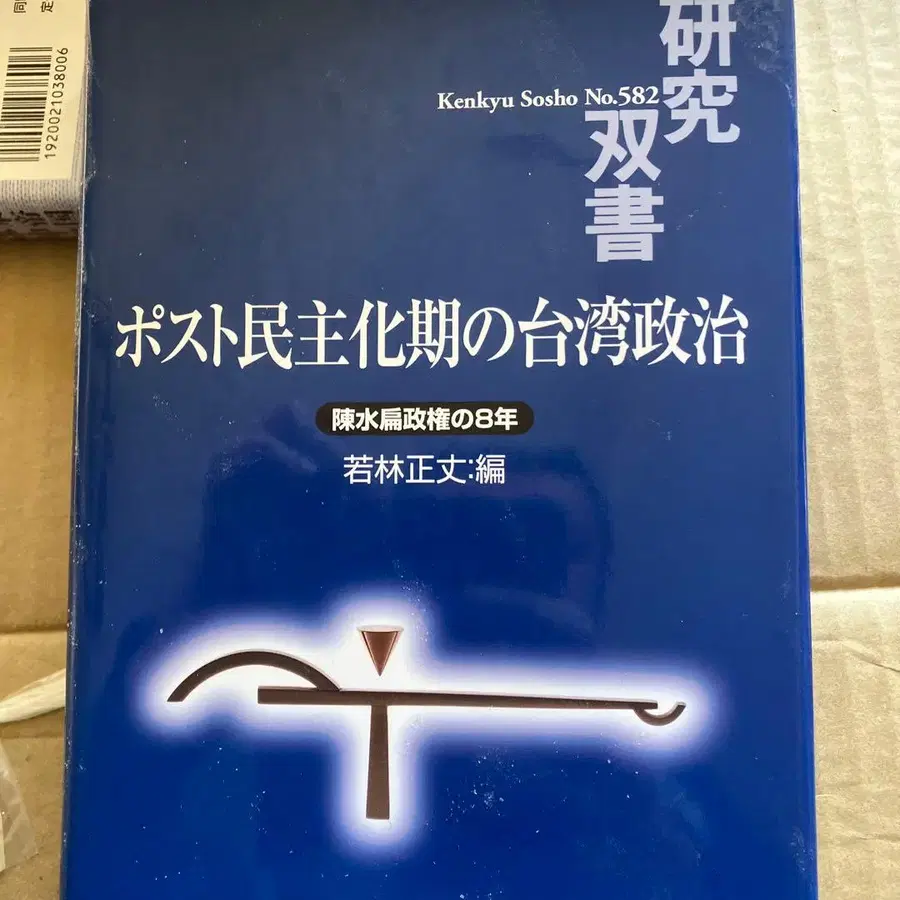 研究
双書
Kenkyu Sosho No.582
ポスト民主化期の台湾政治
陳水扁政権の8年
若林正丈:編
1920021038006
定